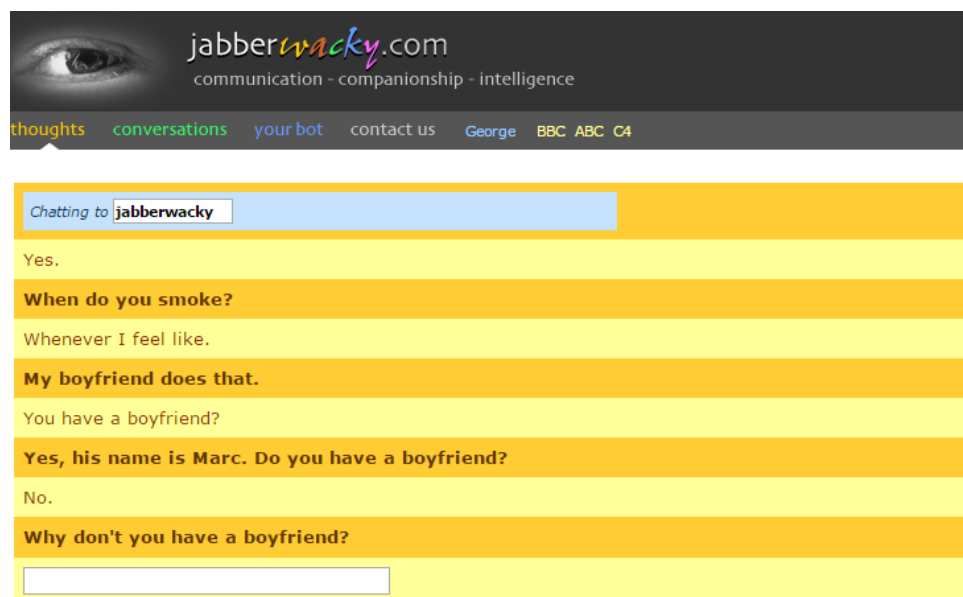 jabberwacky.com
communication - companionship - intelligence
thoughts conversations your bot contact us George BBC ABC C4
Chatting to jabberwacky
Yes.
When do you smoke?
Whenever I feel like.
My boyfriend does that.
You have a boyfriend?
Yes, his name is Marc. Do you have a boyfriend?
No.
Why don't you have a boyfriend?